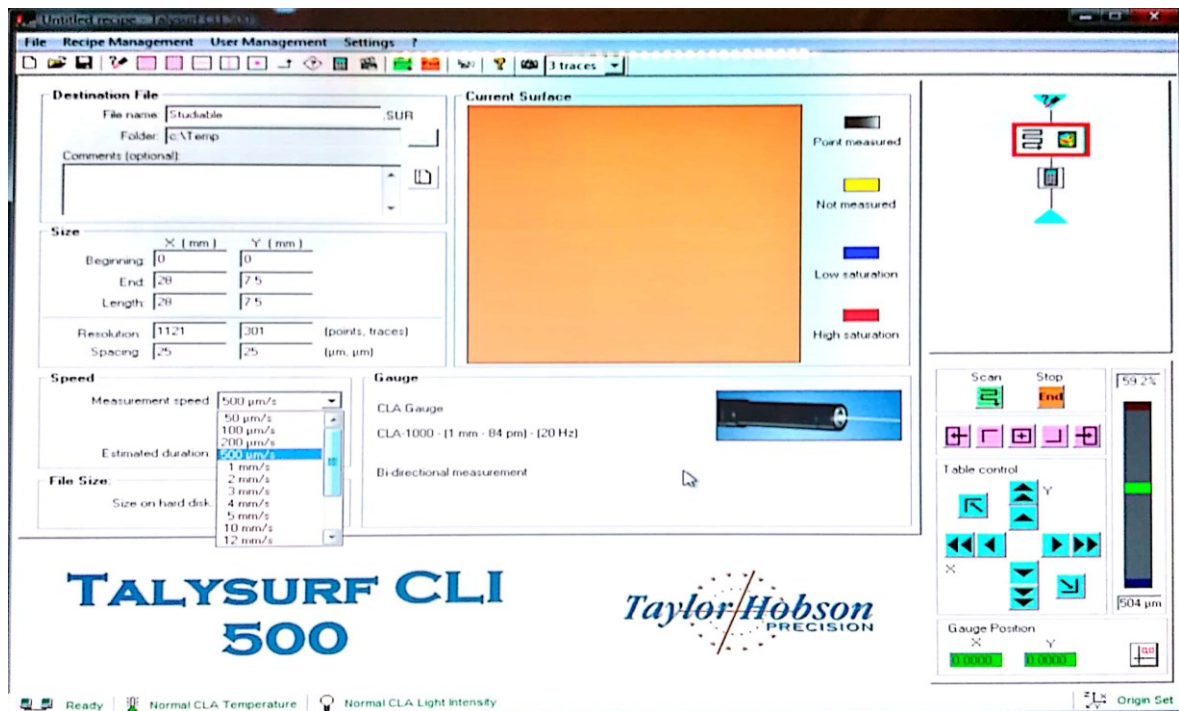 Untitled recipe - Talysurf CLI 500
File Recipe Management User Management Settings ?
3 traces
Destination File
File name: Studiable .SUR
Folder: c:\Temp
Comments (optional):
Current Surface
Point measured
Not measured
Low saturation
High saturation
Size
X (mm) Y (mm)
Beginning: 0 0
End: 28 7.5
Length: 28 7.5
Resolution: 1121 301 (points, traces)
Spacing: 25 25 (µm, µm)
Speed
Measurement speed: 500 µm/s
50 µm/s
100 µm/s
200 µm/s
500 µm/s
1 mm/s
2 mm/s
3 mm/s
4 mm/s
5 mm/s
10 mm/s
12 mm/s
Estimated duration:
File Size:
Size on hard disk:
Gauge
CLA Gauge
CLA-1000 - (1 mm - 84 pm) - (20 Hz)
Bi-directional measurement
Scan Stop
End
59.2%
Table control
Y
X
504 µm
Gauge Position
X Y
0.0000 0.0000
TALYSURF CLI
500
Taylor Hobson
PRECISION
Ready Normal CLA Temperature Normal CLA Light Intensity Origin Set